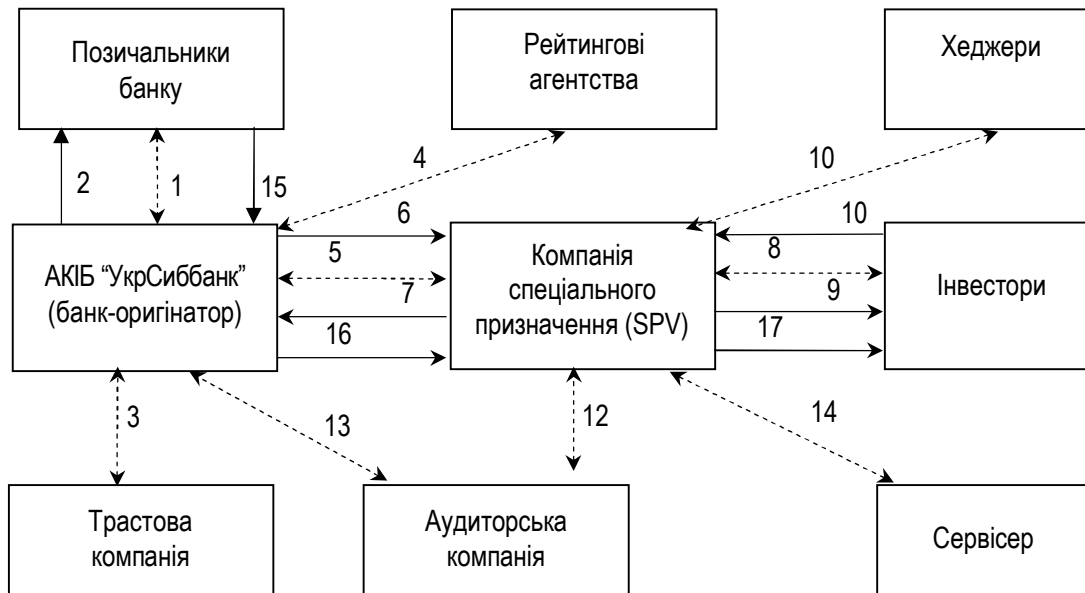 Позичальники
банку
Рейтингові
агентства
Хеджери
2
1
15
4
10
6
5
7
16
10
8
9
17
АКІБ “УкрСиббанк”
(банк-оригінатор)
Компанія
спеціального
призначення (SPV)
Інвестори
3
13
12
14
Трастова
компанія
Аудиторська
компанія
Сервісер